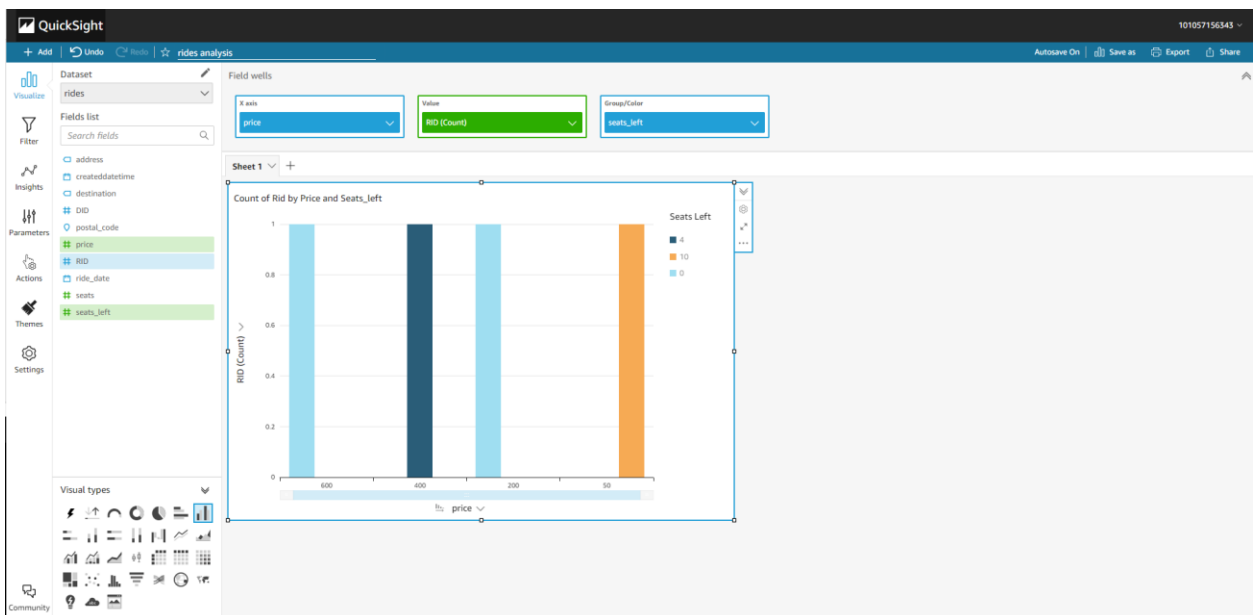 QuickSight
101057156343
+ Add Undo Redo rides analysis
Autosave On Save as Export Share
Visualize
Filter
Insights
Parameters
Actions
Themes
Settings
Community
Dataset
rides
Fields list
Search fields
address
createddatetime
destination
DID
postal_code
price
RID
ride_date
seats
seats_left
Visual types
Field wells
X axis
price
Value
RID (Count)
Group/Color
seats_left
Sheet 1
Count of Rid by Price and Seats_left
Seats Left
4
10
0
1
0.8
0.6
0.4
0.2
0
RID (Count)
600 400 200 50
price